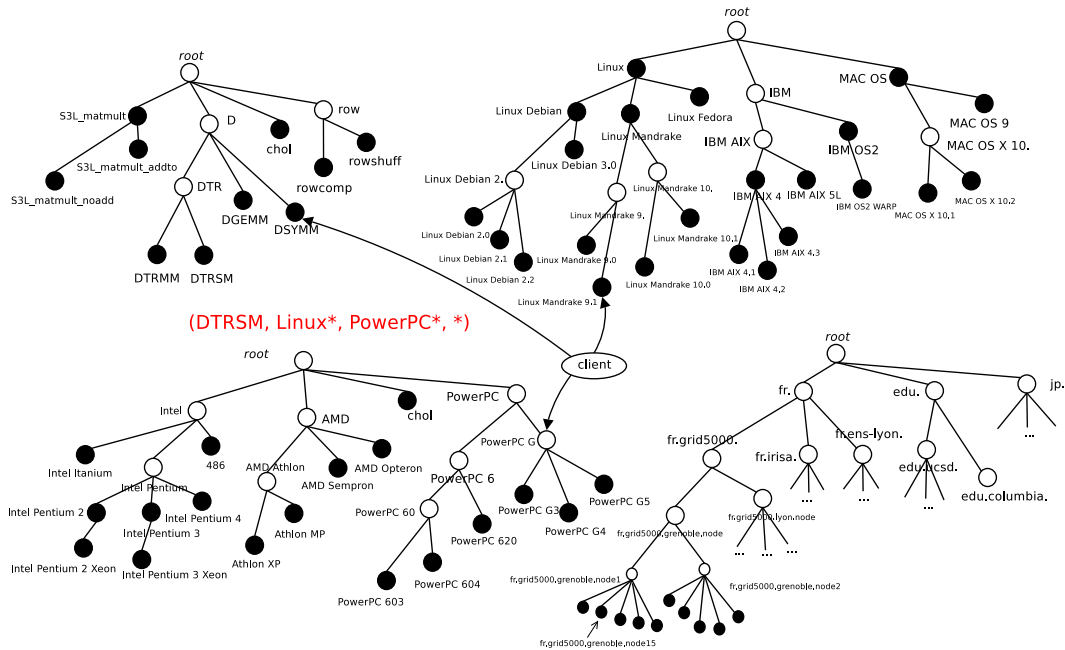 root
S3L_matmult
D
row
S3L_matmult_addto
chol
rowshuff
S3L_matmult_noadd
DTR
rowcomp
DGEMM
DSYMM
DTRMM
DTRSM
root
Linux
IBM
MAC OS
Linux Debian
Linux Mandrake
Linux Fedora
IBM AIX
IBM OS2
MAC OS 9
MAC OS X 10.
Linux Debian 2.
Linux Debian 3.0
Linux Mandrake 9.
Linux Mandrake 10.
IBM AIX 4
IBM AIX 5L
IBM OS2 WARP
MAC OS X 10.1
MAC OS X 10.2
Linux Debian 2.0
Linux Debian 2.1
Linux Debian 2.2
Linux Mandrake 9.0
Linux Mandrake 10.1
Linux Mandrake 10.0
Linux Mandrake 9.1
IBM AIX 4.1
IBM AIX 4.3
IBM AIX 4.2
(DTRSM, Linux*, PowerPC*, *)
client
root
Intel
AMD
chol
PowerPC
Intel Itanium
486
Intel Pentium
AMD Athlon
AMD Sempron
AMD Opteron
PowerPC G
PowerPC 6
Intel Pentium 2
Intel Pentium 3
Intel Pentium 4
Athlon MP
PowerPC 60
PowerPC 620
PowerPC G3
PowerPC G4
PowerPC G5
Intel Pentium 2 Xeon
Intel Pentium 3 Xeon
Athlon XP
PowerPC 603
PowerPC 604
root
fr.
edu.
jp.
...
fr.grid5000.
fr.irisa.
fr.ens-lyon.
edu.ucsd.
edu.columbia.
...
...
...
fr.grid5000.grenoble.node
fr.grid5000.lyon.node
...
...
...
fr.grid5000.grenoble.node1
fr.grid5000.grenoble.node2
fr.grid5000.grenoble.node15